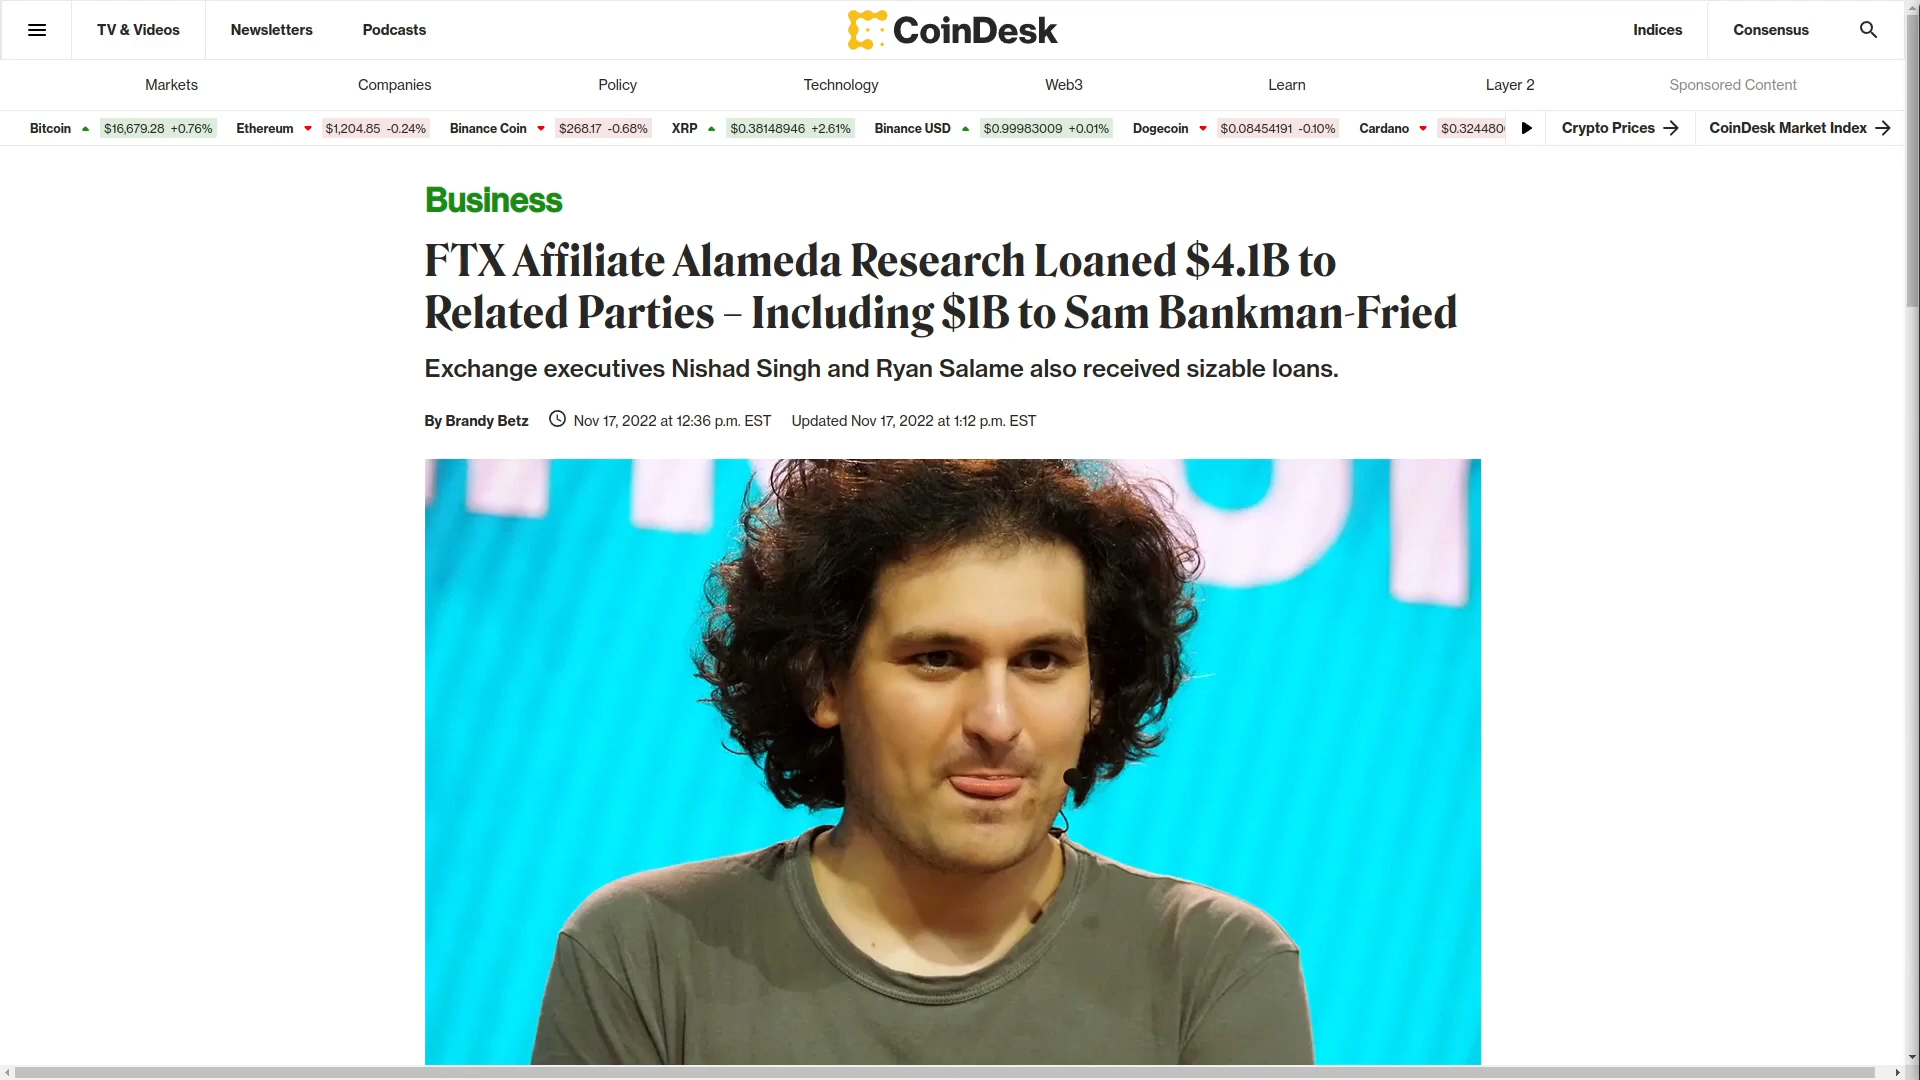 TV & Videos
Newsletters
Podcasts
CoinDesk
Indices
Consensus
Markets
Companies
Policy
Technology
Web3
Learn
Layer 2
Sponsored Content
Bitcoin $16,679.28 +0.76%
Ethereum $1,204.85 -0.24%
Binance Coin $268.17 -0.68%
XRP $0.38148946 +2.61%
Binance USD $0.99983009 +0.01%
Dogecoin $0.08454191 -0.10%
Cardano $0.324480
Crypto Prices
CoinDesk Market Index
Business
FTX Affiliate Alameda Research Loaned $4.1B to
Related Parties – Including $1B to Sam Bankman-Fried
Exchange executives Nishad Singh and Ryan Salame also received sizable loans.
By Brandy Betz Nov 17, 2022 at 12:36 p.m. EST Updated Nov 17, 2022 at 1:12 p.m. EST